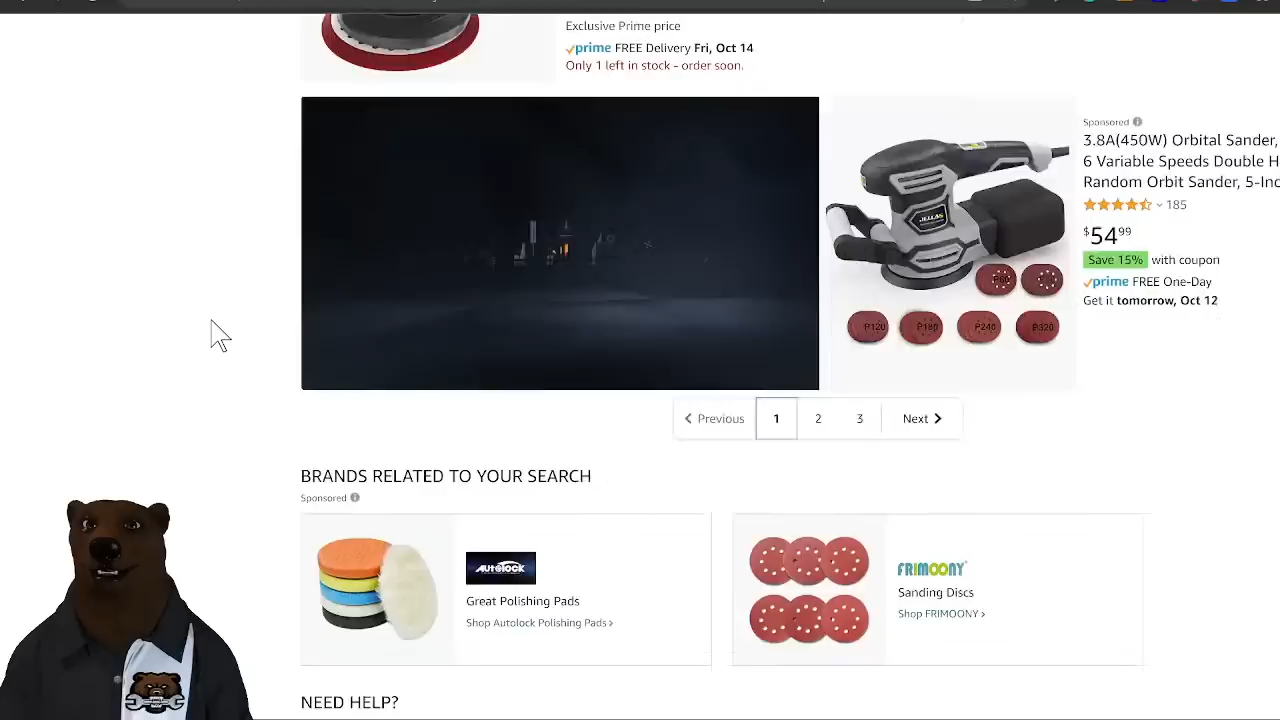 Exclusive Prime price
prime FREE Delivery Fri, Oct 14
Only 1 left in stock - order soon.
Sponsored
3.8A(450W) Orbital Sander,
6 Variable Speeds Double H
Random Orbit Sander, 5-Inc
185
$54 99
Save 15% with coupon
prime FREE One-Day
Get it tomorrow, Oct 12
JELLAS
P60
P120
P180
P240
P320
Previous
1
2
3
Next
BRANDS RELATED TO YOUR SEARCH
Sponsored
AUTOLOCK
Great Polishing Pads
Shop Autolock Polishing Pads ›
FRIMOONY
Sanding Discs
Shop FRIMOONY ›
NEED HELP?